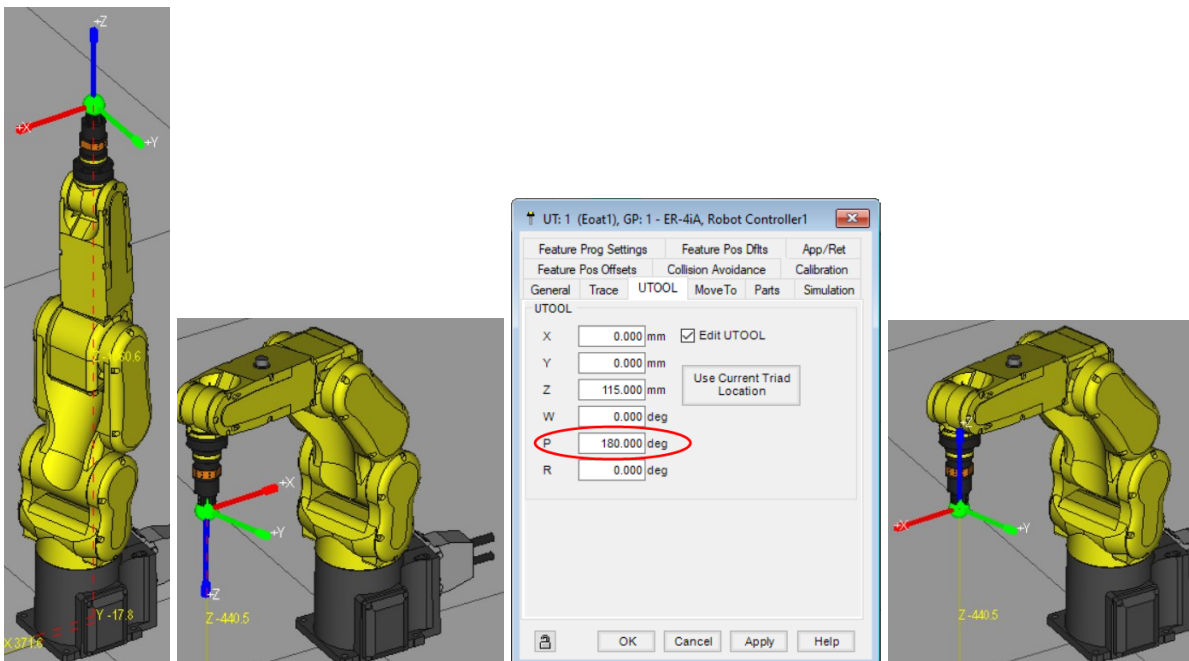 +Z
+X
+Y
Y -17.8
X 371.6
+X
+Y
+Z
Z -440.5
UT: 1 (Eoat1), GP: 1 - ER-4iA, Robot Controller1
Feature Prog Settings Feature Pos Dflts App/Ret
Feature Pos Offsets Collision Avoidance Calibration
General Trace UTOOL MoveTo Parts Simulation
UTOOL
X 0.000 mm Edit UTOOL
Y 0.000 mm
Use Current Triad
Location
Z 115.000 mm
W 0.000 deg
P 180.000 deg
R 0.000 deg
OK Cancel Apply Help
+Z
+X
+Y
Z -440.5